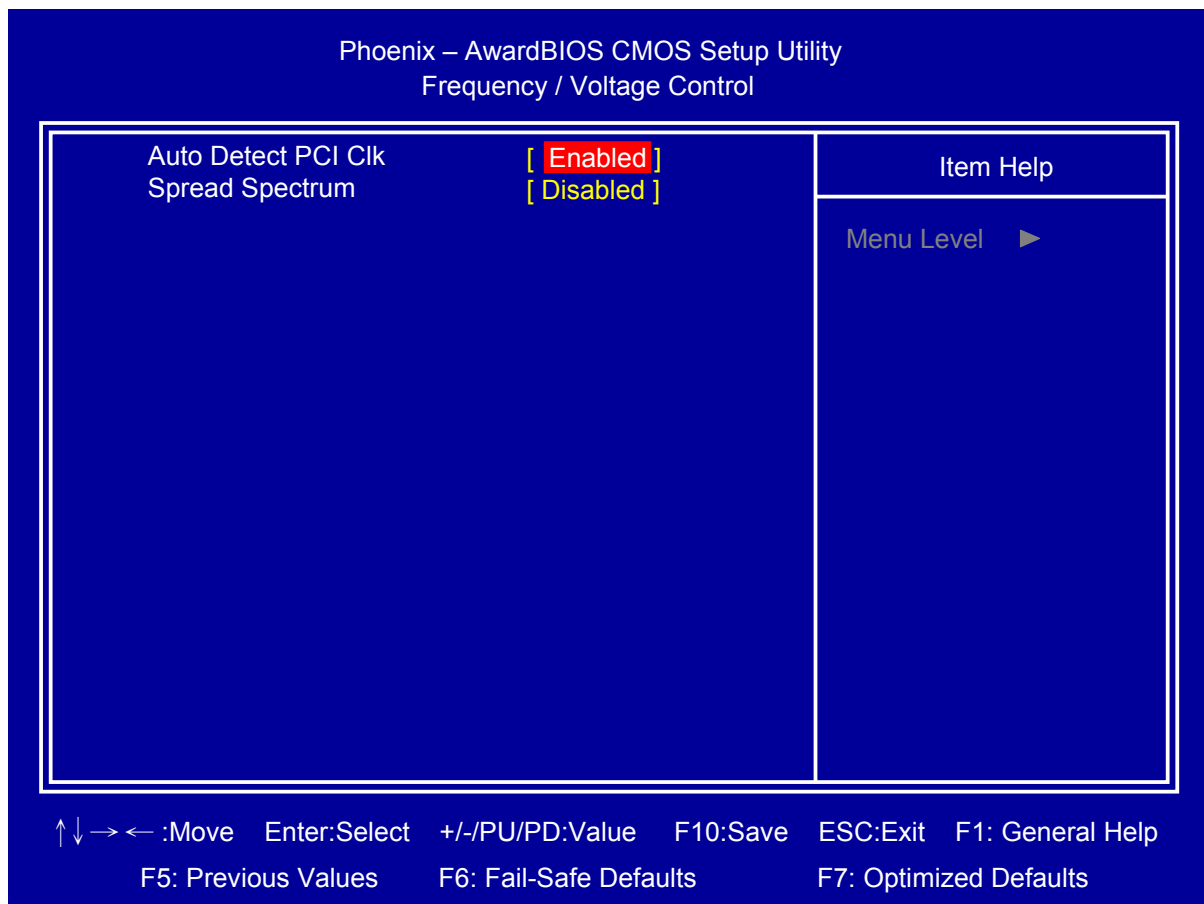 Phoenix – AwardBIOS CMOS Setup Utility
Frequency / Voltage Control
Auto Detect PCI Clk [ Enabled ]
Spread Spectrum [ Disabled ]
Item Help
Menu Level ▶
↑↓→← :Move Enter:Select +/-/PU/PD:Value F10:Save ESC:Exit F1: General Help
F5: Previous Values F6: Fail-Safe Defaults F7: Optimized Defaults